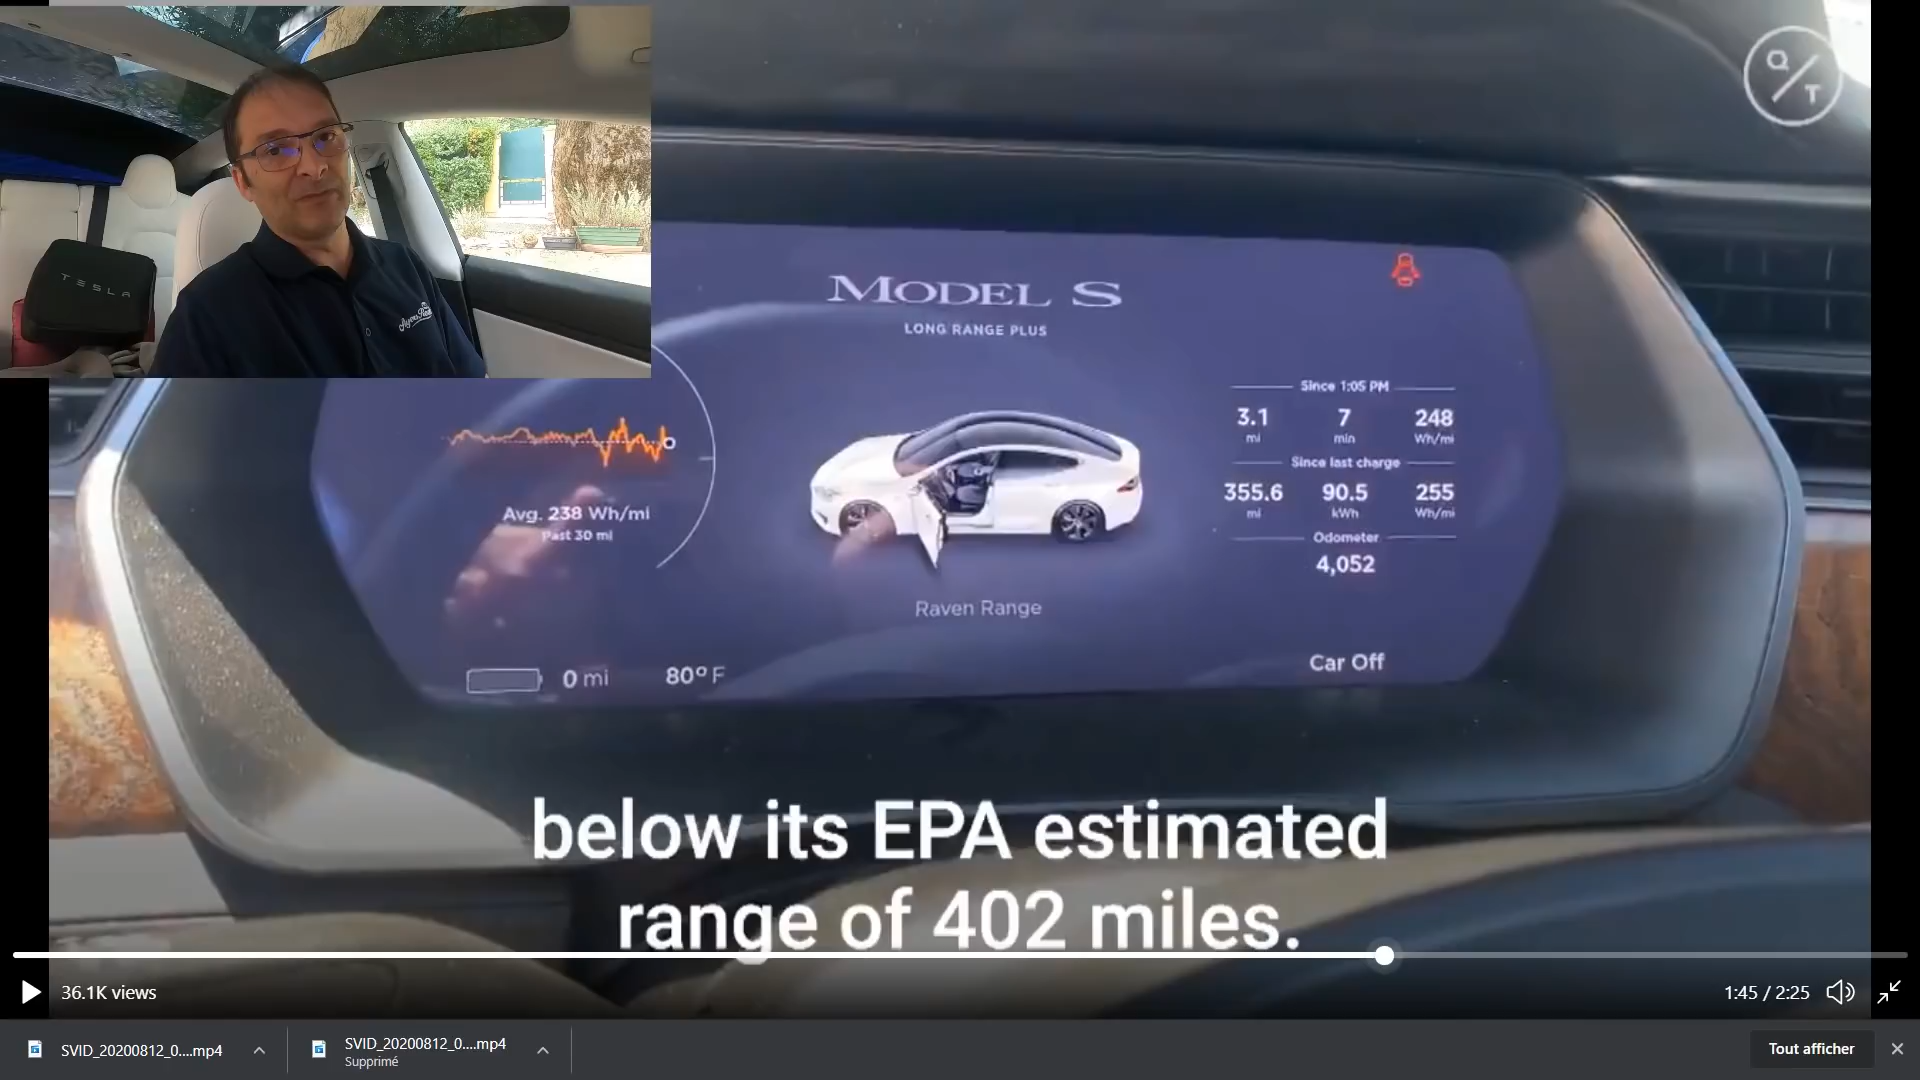 Q/T
TESLA
MODEL S
LONG RANGE PLUS
Since 1:05 PM
3.1 7 248
mi min Wh/mi
Since last charge
355.6 90.5 255
mi kWh Wh/mi
Odometer
4,052
Avg. 238 Wh/mi
Past 30 mi
Raven Range
0 mi 80°F
Car Off
below its EPA estimated
range of 402 miles.
36.1K views
1:45 / 2:25
SVID_20200812_0....mp4
SVID_20200812_0....mp4
Supprimé
Tout afficher